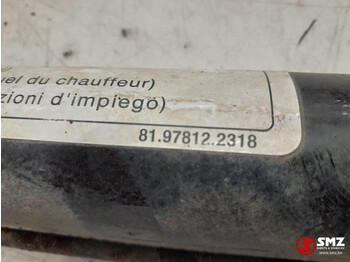 uel du chauffeur)
zioni d'impiego)
81.97812.2318
SMZ